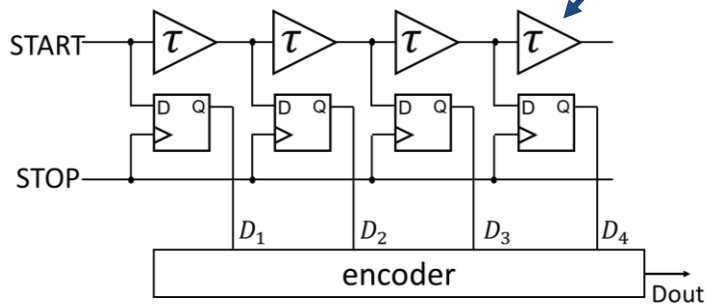 START τ τ τ τ
D Q D Q D Q D Q
STOP
D₁ D₂ D₃ D₄
encoder
Dout